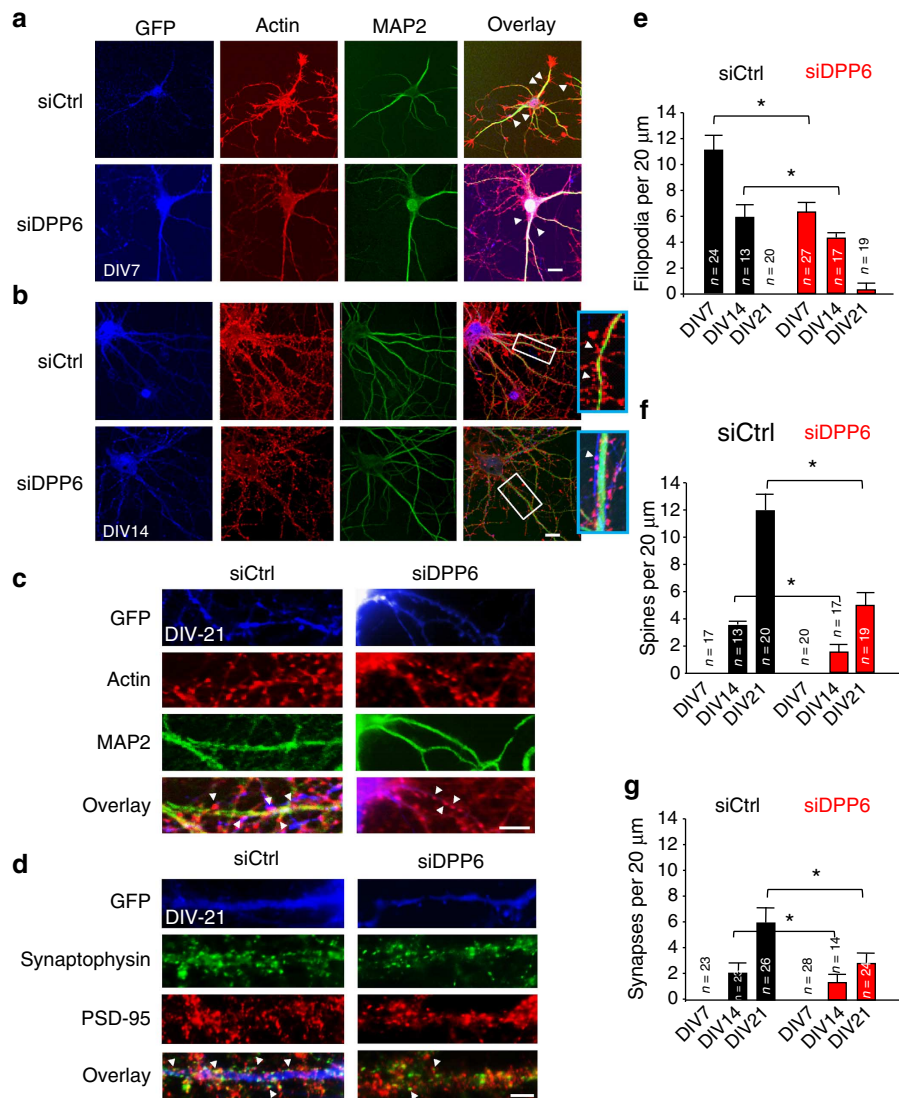 a
GFP Actin MAP2 Overlay
siCtrl
siDPP6
DIV7
b
siCtrl
siDPP6
DIV14
c
siCtrl siDPP6
GFP
DIV-21
Actin
MAP2
Overlay
d
siCtrl siDPP6
GFP
DIV-21
Synaptophysin
PSD-95
Overlay
e
siCtrl siDPP6
Filopodia per 20 μm
14
12
10
8
6
4
2
0
* *
n = 24 n = 13 n = 20 n = 27 n = 17 n = 19
DIV7 DIV14 DIV21 DIV7 DIV14 DIV21
f
siCtrl siDPP6
Spines per 20 μm
14
12
10
8
6
4
2
0
* *
n = 17 n = 13 n = 20 n = 20 n = 17 n = 19
DIV7 DIV14 DIV21 DIV7 DIV14 DIV21
g
siCtrl siDPP6
Synapses per 20 μm
14
12
10
8
6
4
2
0
* *
n = 23 n = 26 n = 28 n = 14 n = 24
DIV7 DIV14 DIV21 DIV7 DIV14 DIV21